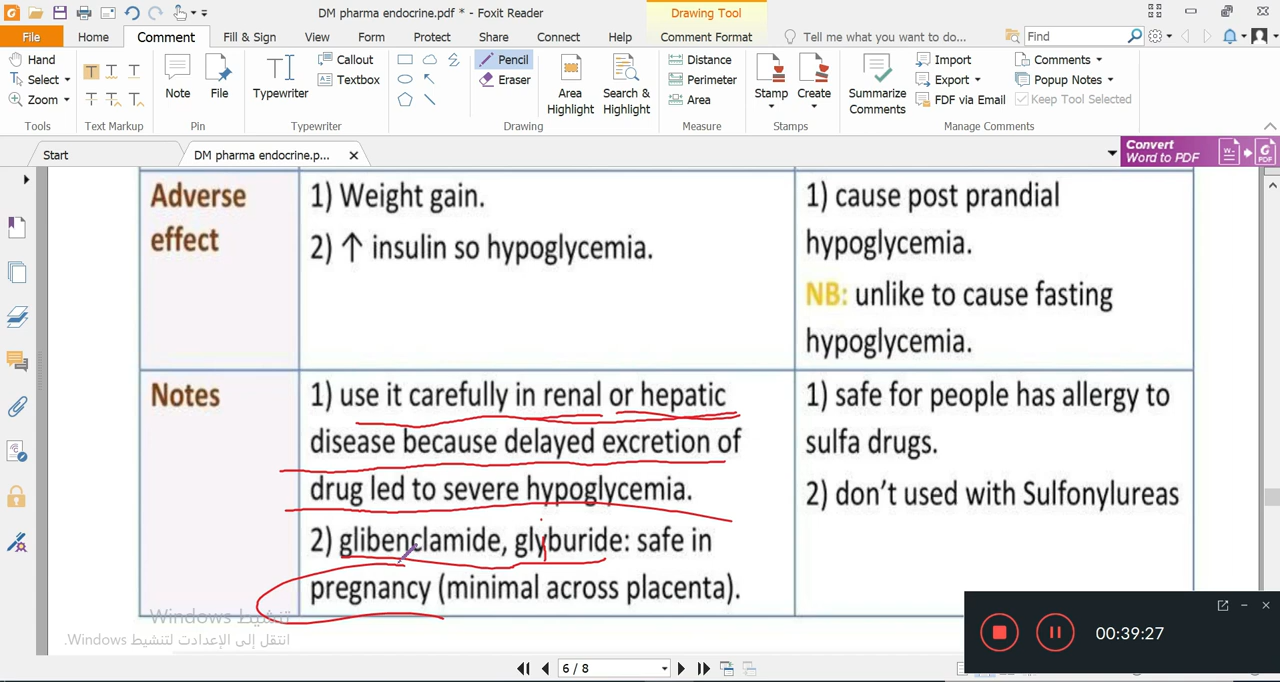 DM pharma endocrine.pdf * - Foxit Reader
Drawing Tool
File Home Comment Fill & Sign View Form Protect Share Connect Help Comment Format Tell me what you want to do... Find
Hand
Select
Zoom
Tools
Text Markup
Note
File
Pin
Typewriter
Callout
Textbox
Typewriter
Pencil
Eraser
Drawing
Area Highlight
Search & Highlight
Distance
Perimeter
Area
Measure
Stamp
Create
Stamps
Summarize Comments
Import
Export
FDF via Email
Comments
Popup Notes
Keep Tool Selected
Manage Comments
Start
DM pharma endocrine.p...
Convert
Word to PDF
Adverse
effect
1) Weight gain.
2) ↑ insulin so hypoglycemia.
1) cause post prandial
hypoglycemia.
NB: unlike to cause fasting
hypoglycemia.
Notes
1) use it carefully in renal or hepatic
disease because delayed excretion of
drug led to severe hypoglycemia.
2) glibenclamide, glyburide: safe in
pregnancy (minimal across placenta).
1) safe for people has allergy to
sulfa drugs.
2) don't used with Sulfonylureas
تنشيط Windows
انتقل إلى الإعدادت لتنشيط Windows.
00:39:27
6 / 8